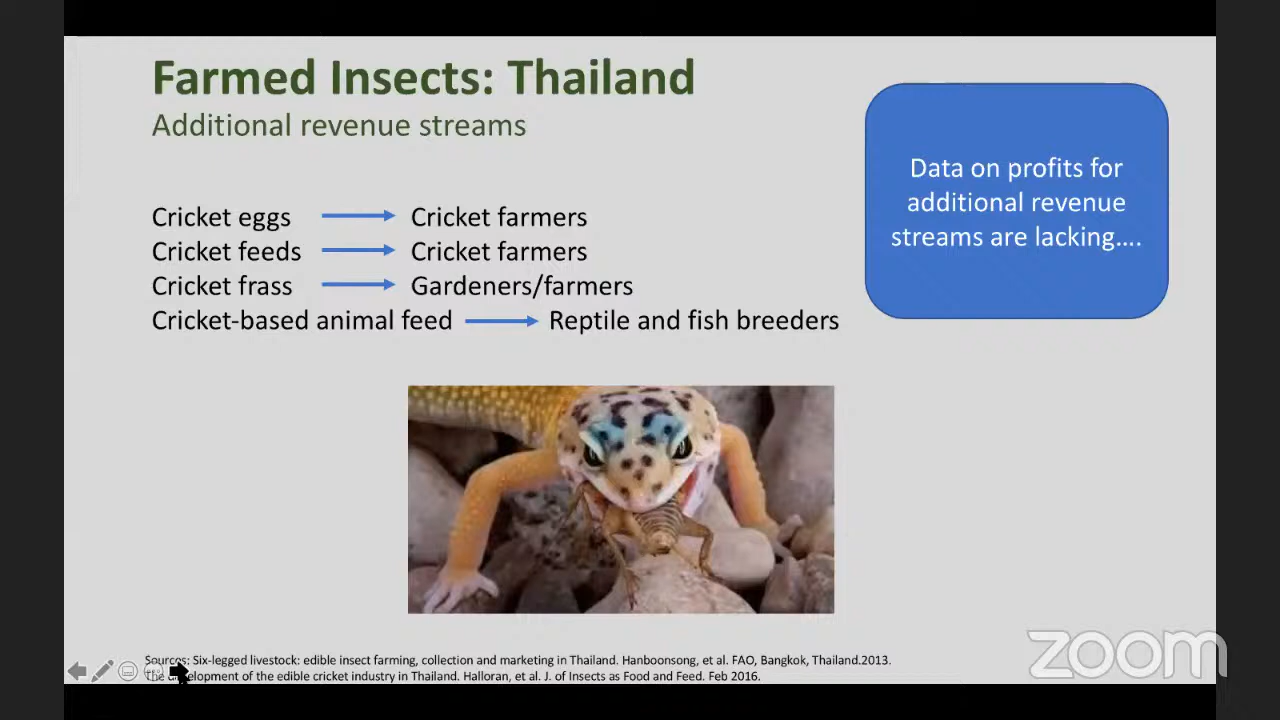 Farmed Insects: Thailand
Additional revenue streams
Cricket eggs Cricket farmers
Cricket feeds Cricket farmers
Cricket frass Gardeners/farmers
Cricket-based animal feed Reptile and fish breeders
Data on profits for
additional revenue
streams are lacking....
Sources: Six-legged livestock: edible insect farming, collection and marketing in Thailand. Hanboonsong, et al. FAO, Bangkok, Thailand.2013.
The development of the edible cricket industry in Thailand. Halloran, et al. J. of Insects as Food and Feed. Feb 2016.
zoom